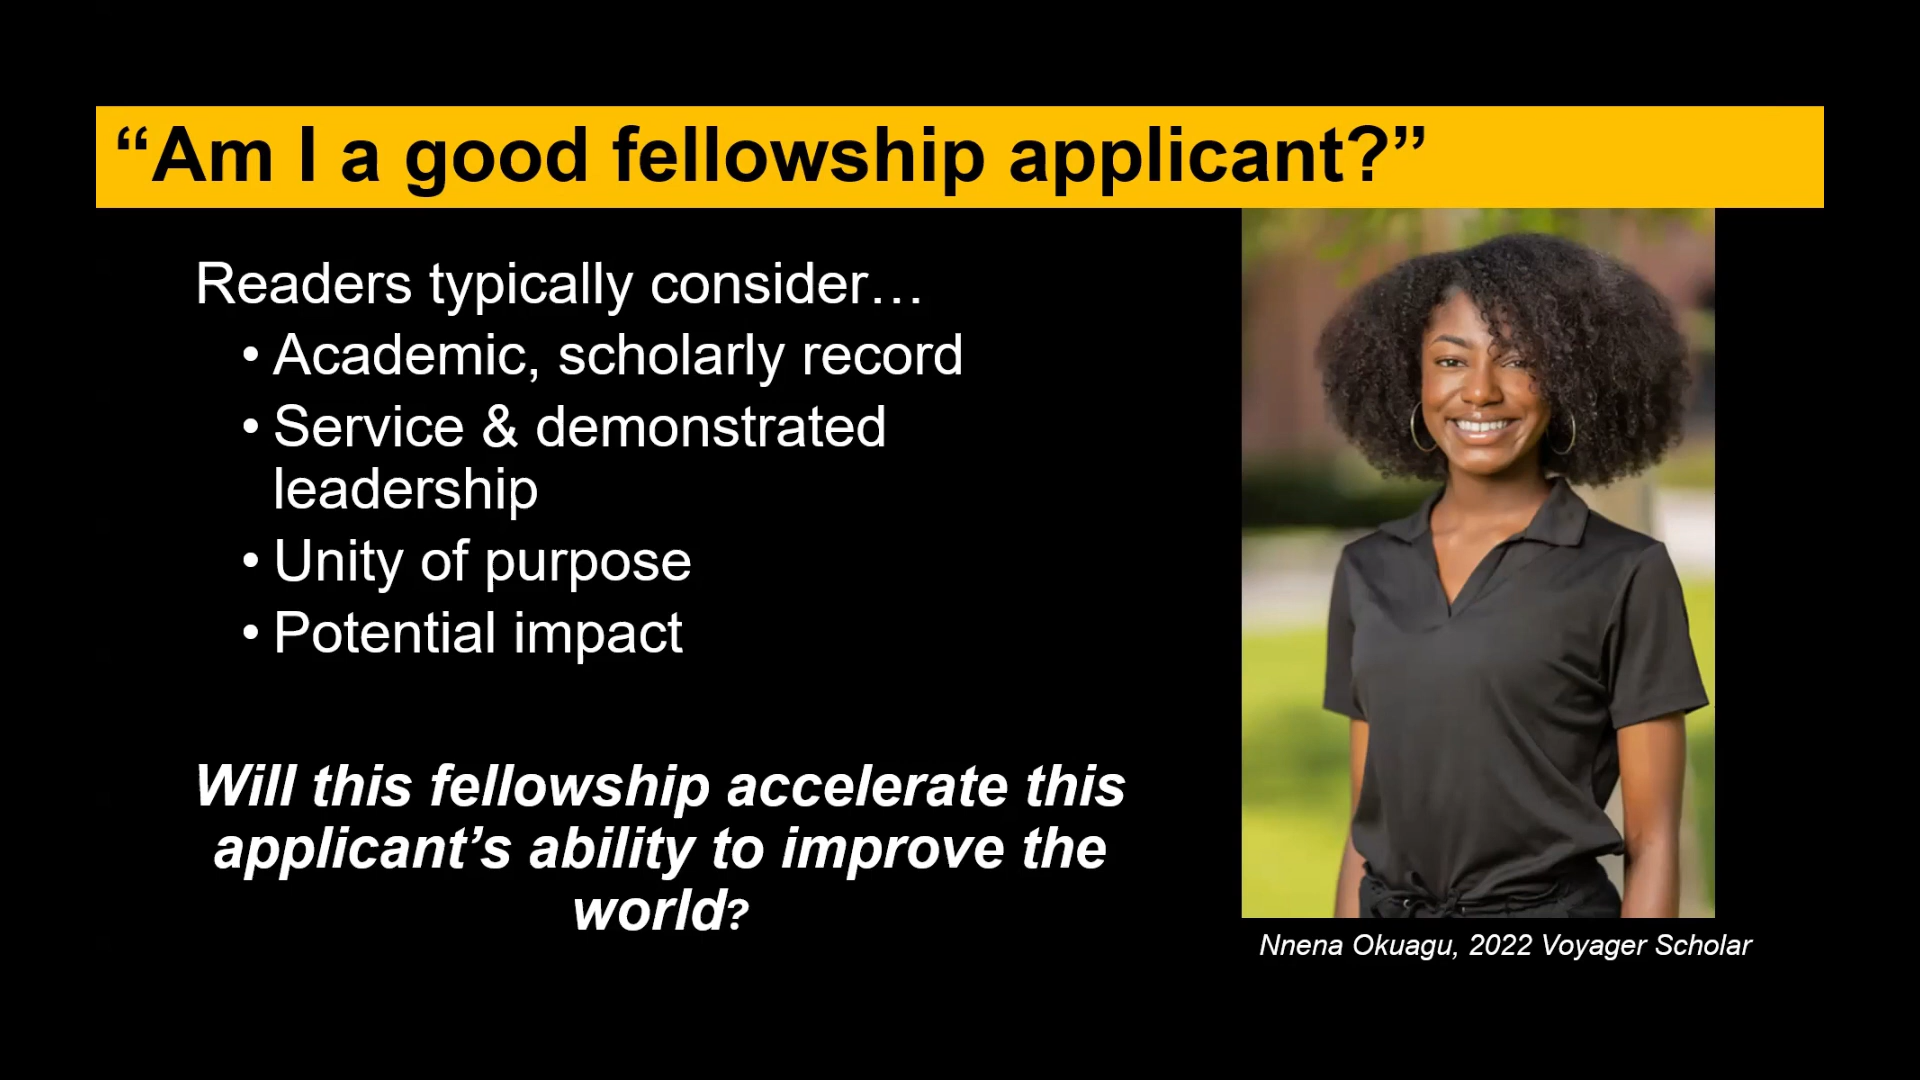 “Am I a good fellowship applicant?”
Readers typically consider…
• Academic, scholarly record
• Service & demonstrated
leadership
• Unity of purpose
• Potential impact
Will this fellowship accelerate this
applicant’s ability to improve the
world?
Nnena Okuagu, 2022 Voyager Scholar